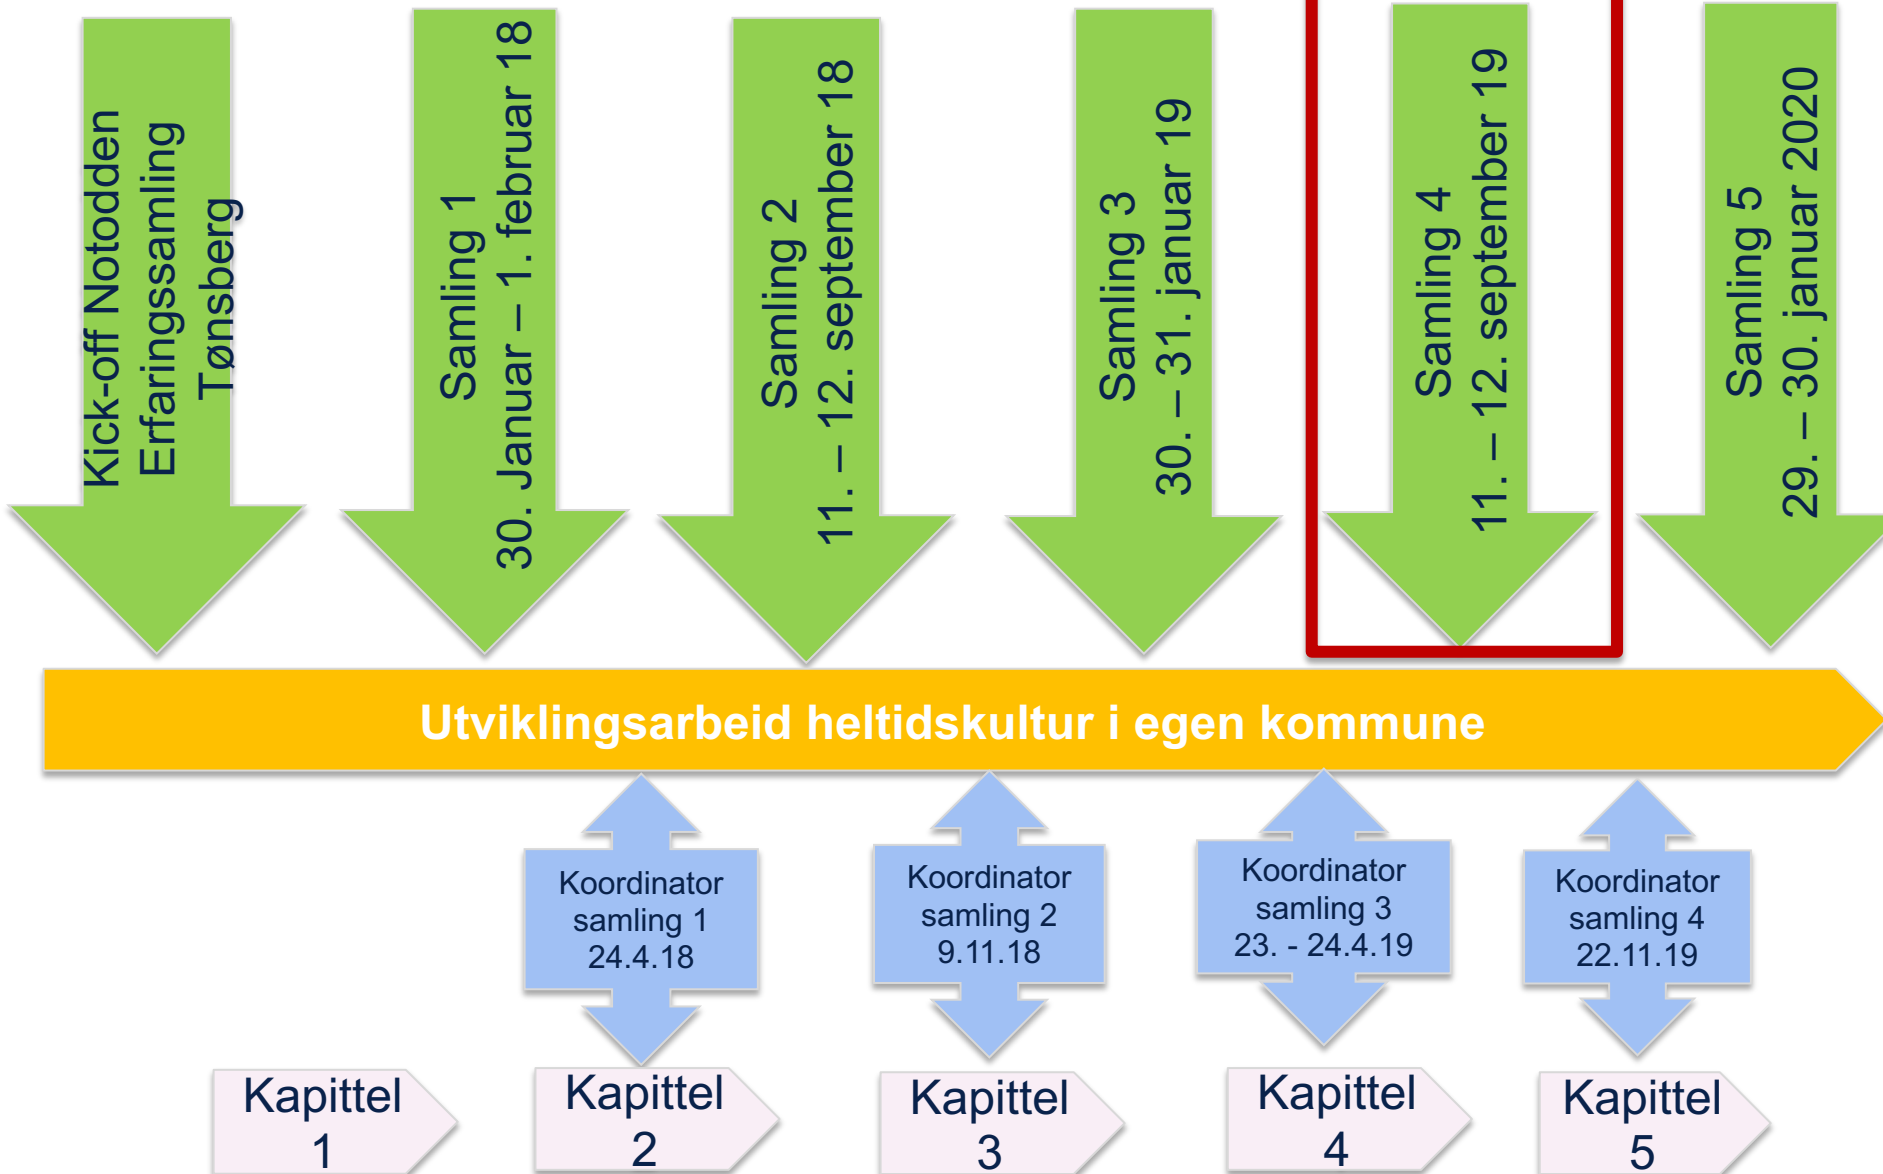 Kick-off Notodden
Erfaringssamling
Tønsberg
Samling 1
30. Januar – 1. februar 18
Samling 2
11. – 12. september 18
Samling 3
30. – 31. januar 19
Samling 4
11. – 12. september 19
Samling 5
29. – 30. januar 2020
Utviklingsarbeid heltidskultur i egen kommune
Koordinator
samling 1
24.4.18
Koordinator
samling 2
9.11.18
Koordinator
samling 3
23. - 24.4.19
Koordinator
samling 4
22.11.19
Kapittel
1
Kapittel
2
Kapittel
3
Kapittel
4
Kapittel
5